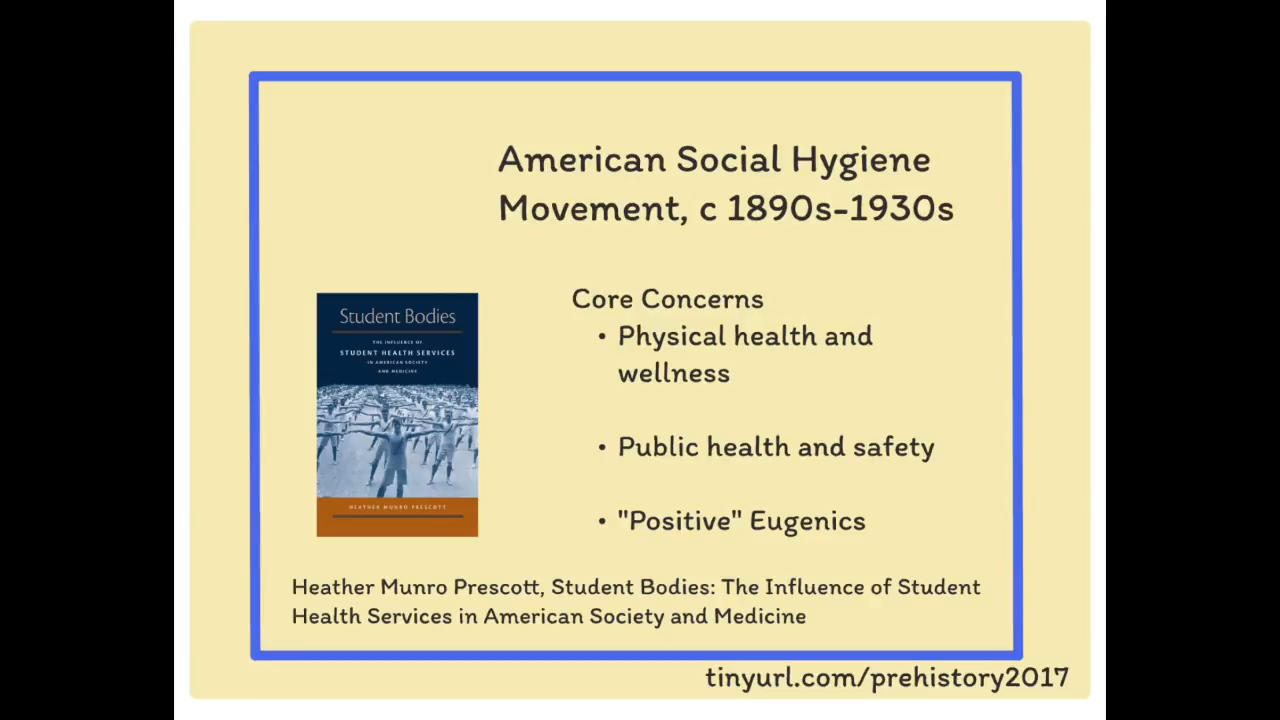 American Social Hygiene
Movement, c 1890s-1930s
Student Bodies
THE INFLUENCE OF
STUDENT HEALTH SERVICES
IN AMERICAN SOCIETY
AND MEDICINE
HEATHER MUNRO PRESCOTT
Core Concerns
• Physical health and
wellness
• Public health and safety
• "Positive" Eugenics
Heather Munro Prescott, Student Bodies: The Influence of Student
Health Services in American Society and Medicine
tinyurl.com/prehistory2017